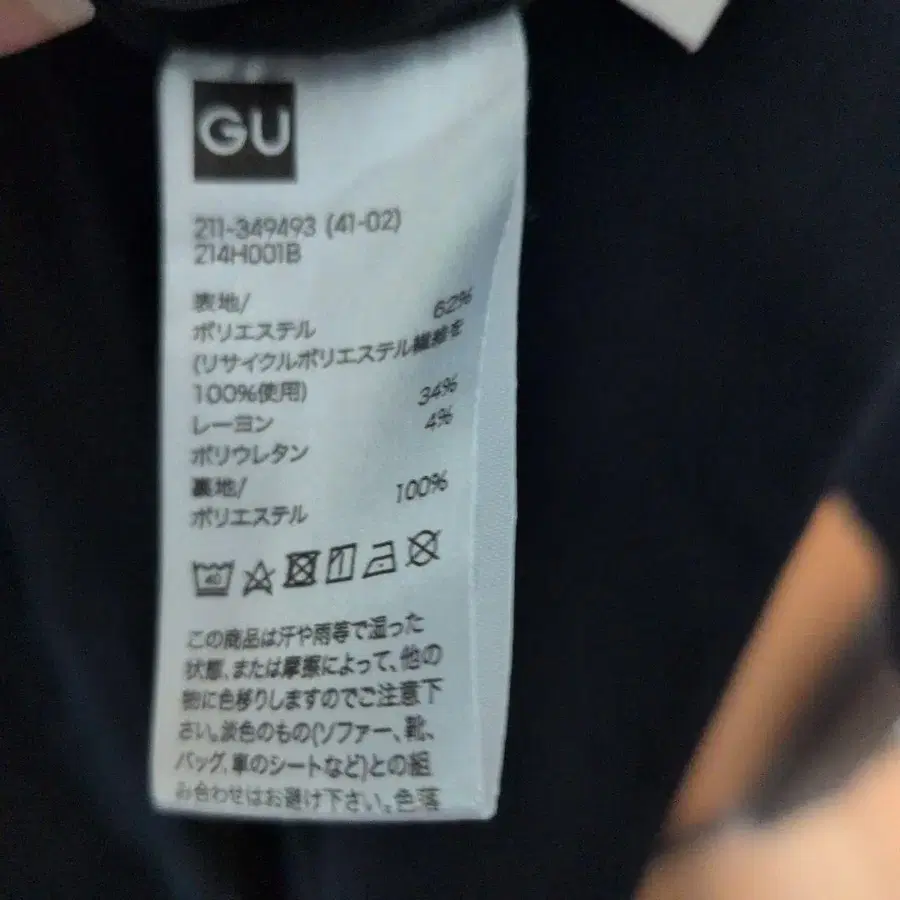 GU
211-349493 (41-02)
214H001B
表地/
ポリエステル 62%
(リサイクルポリエステル繊維を
100%使用)
レーヨン 34%
ポリウレタン 4%
裏地/
ポリエステル 100%
40
この商品は汗や雨等で湿った
状態、または摩擦によって、他の
物に色移りしますのでご注意下
さい。淡色のもの(ソファー、靴、
バッグ、車のシートなど)との組
み合わせはお避け下さい。色落